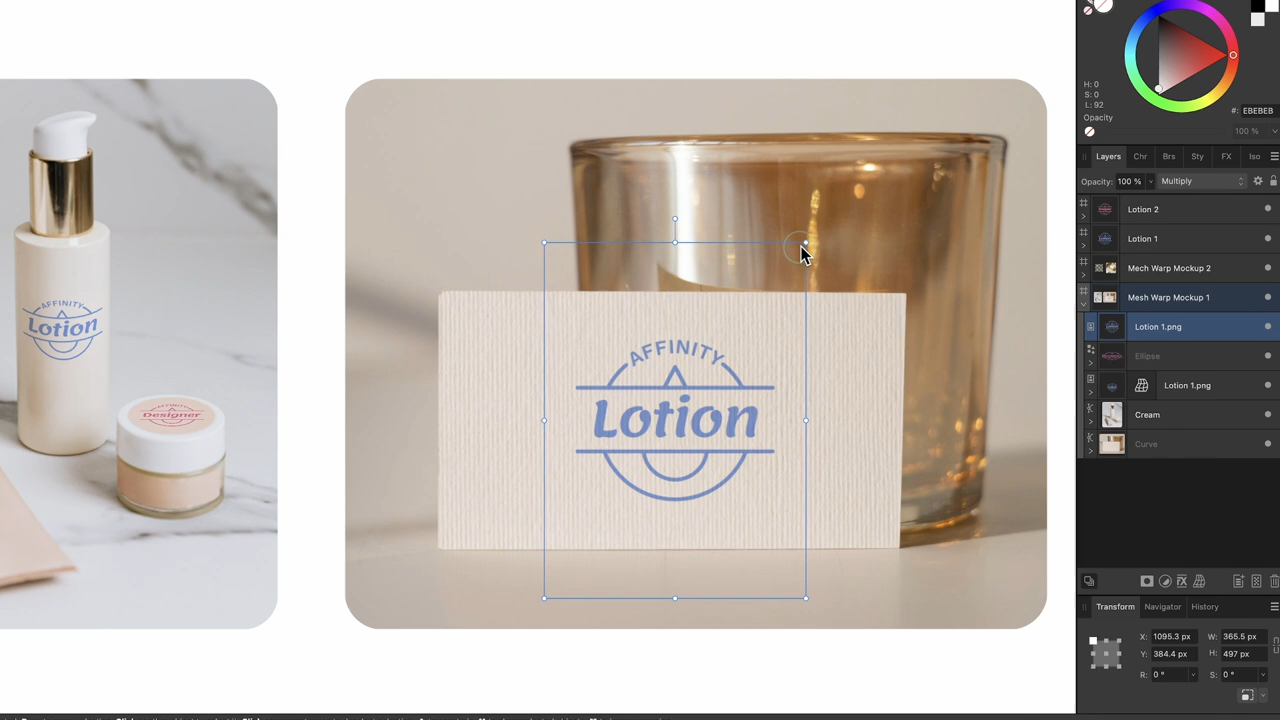 AFFINITY
Lotion
AFFINITY
Designer
AFFINITY
Lotion
H: 0
S: 0
L: 92
#: EBEBEB
Opacity
100 %
Layers Chr Brs Sty FX Iso
Opacity: 100 % Multiply
Lotion 2
Lotion 1
Mech Warp Mockup 2
Mesh Warp Mockup 1
Lotion 1.png
Ellipse
Lotion 1.png
Cream
Curve
Transform Navigator History
X: 1095.3 px W: 365.5 px
Y: 384.4 px H: 497 px
R: 0 ° S: 0 °